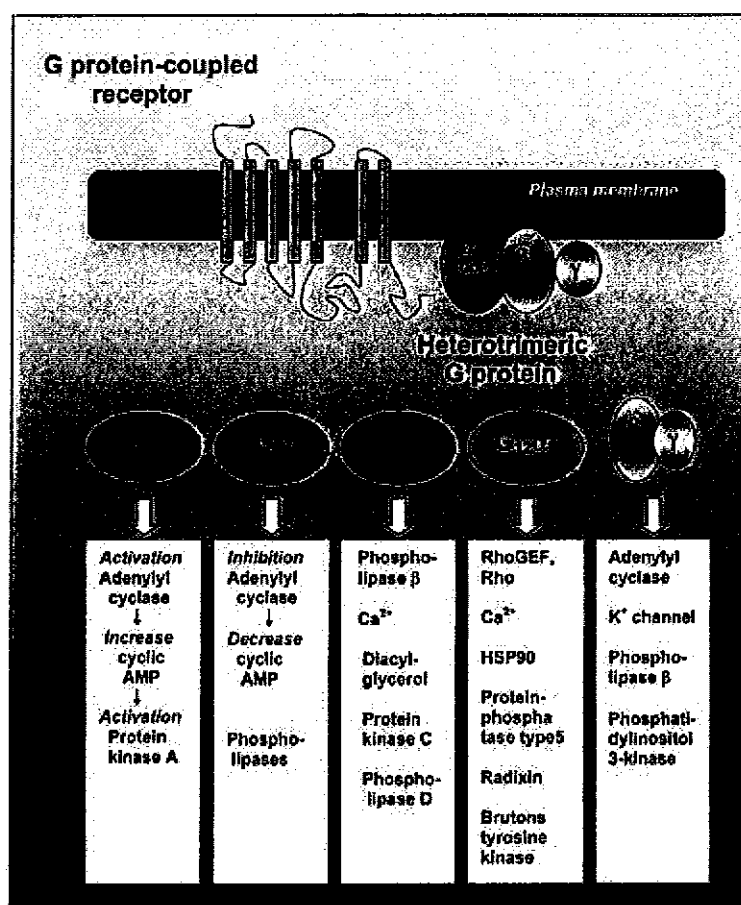 G protein-coupled
receptor
Plasma membrane
γ
Heterotrimeric
G protein
γ
Activation
Adenylyl
cyclase
↓
Increase
cyclic
AMP
↓
Activation
Protein
kinase A
Inhibition
Adenylyl
cyclase
↓
Decrease
cyclic
AMP
Phospho-
lipases
Phospho-
lipase β
Ca²⁺
Diacyl-
glycerol
Protein
kinase C
Phospho-
lipase D
RhoGEF,
Rho
Ca²⁺
HSP90
Protein-
phospha
tase type5
Radixin
Brutons
tyrosine
kinase
Adenylyl
cyclase
K⁺ channel
Phospho-
lipase β
Phosphati-
dylinositol
3-kinase